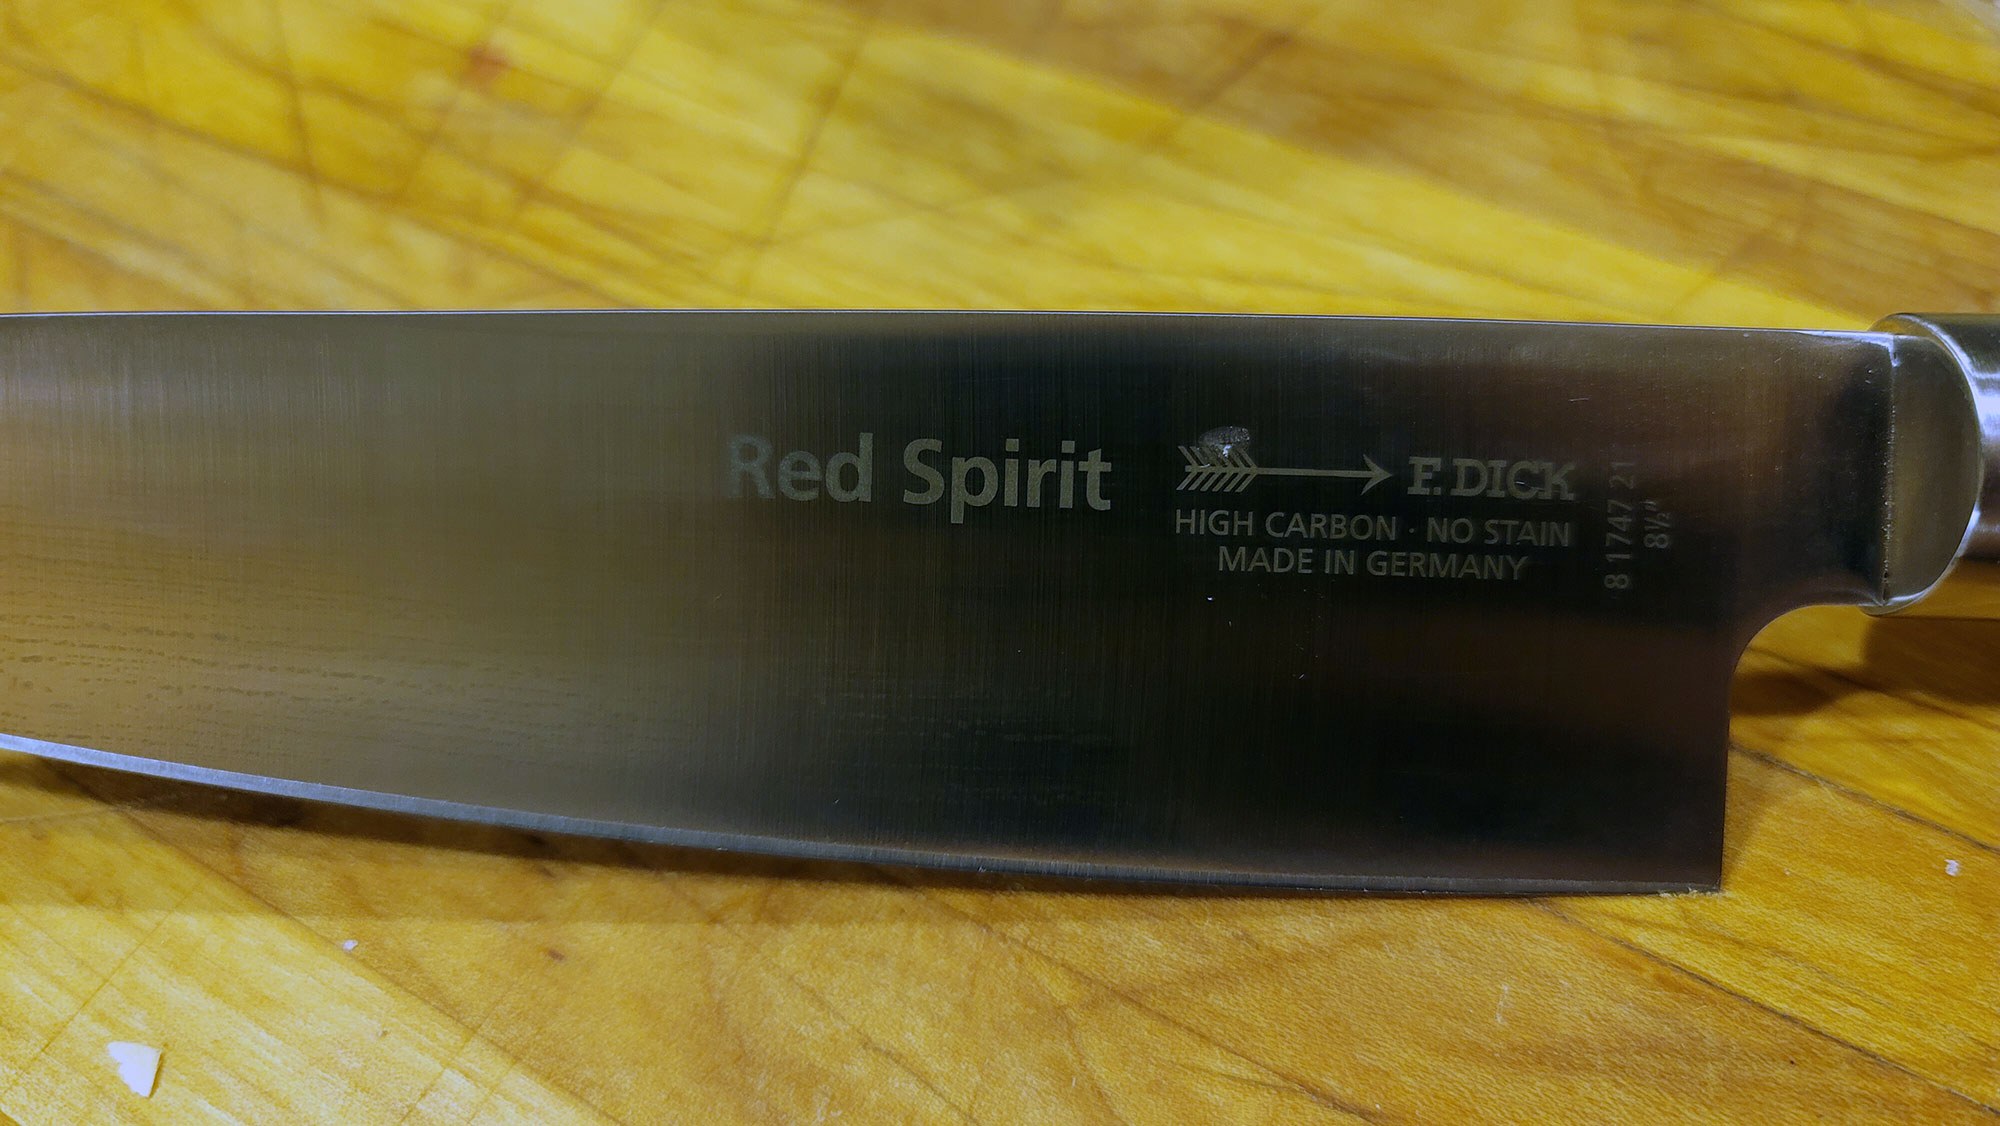 Red Spirit
F. DICK
HIGH CARBON · NO STAIN
MADE IN GERMANY
8 1747 21
8½"